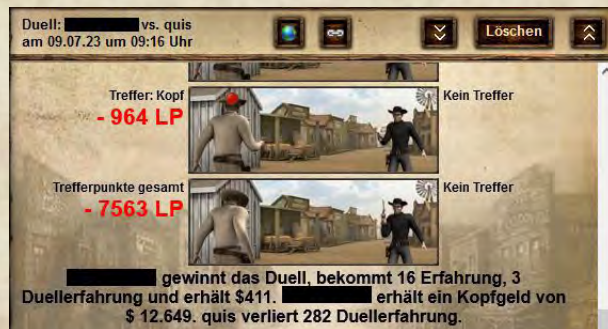 Duell: vs. quis
am 09.07.23 um 09:16 Uhr
Löschen
Treffer: Kopf
- 964 LP
Kein Treffer
Trefferpunkte gesamt
- 7563 LP
Kein Treffer
gewinnt das Duell, bekommt 16 Erfahrung, 3
Duellerfahrung und erhält $411. erhält ein Kopfgeld von
$ 12.649. quis verliert 282 Duellerfahrung.